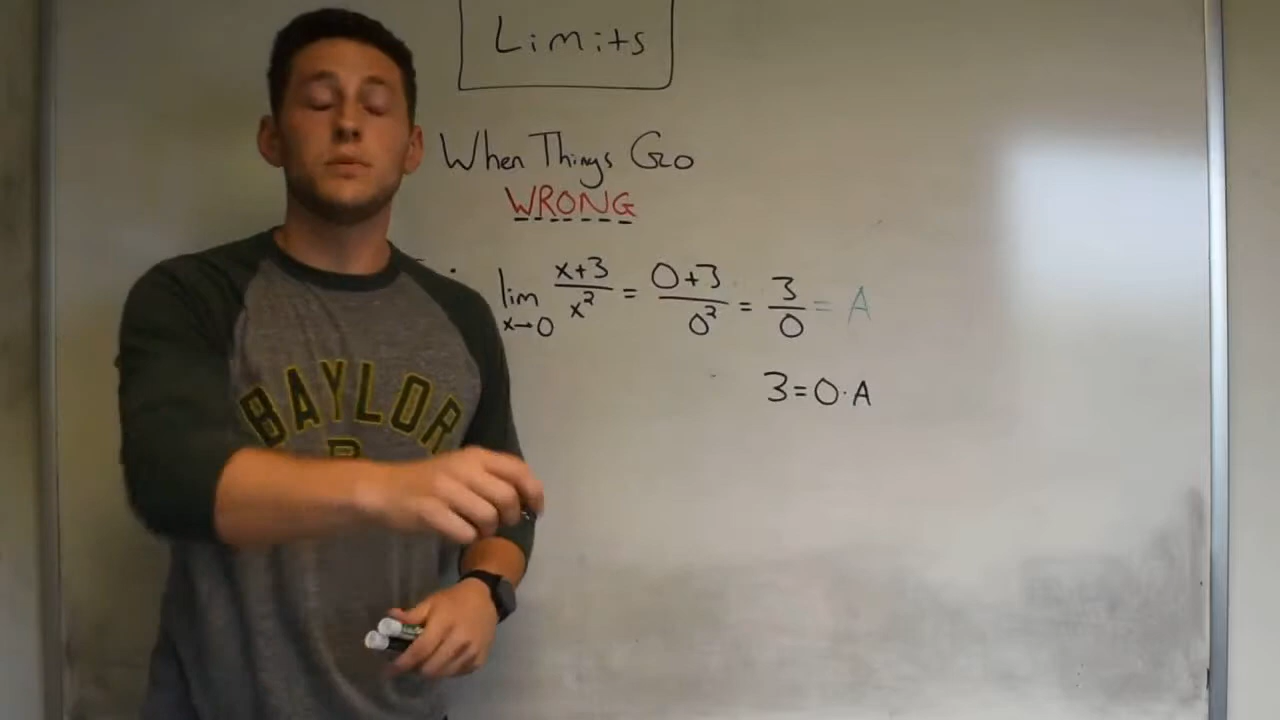 Limits
When Things Go
WRONG
lim x→0 x+3/x² = 0+3/0² = 3/0 = A
3=0·A
BAYLOR
B